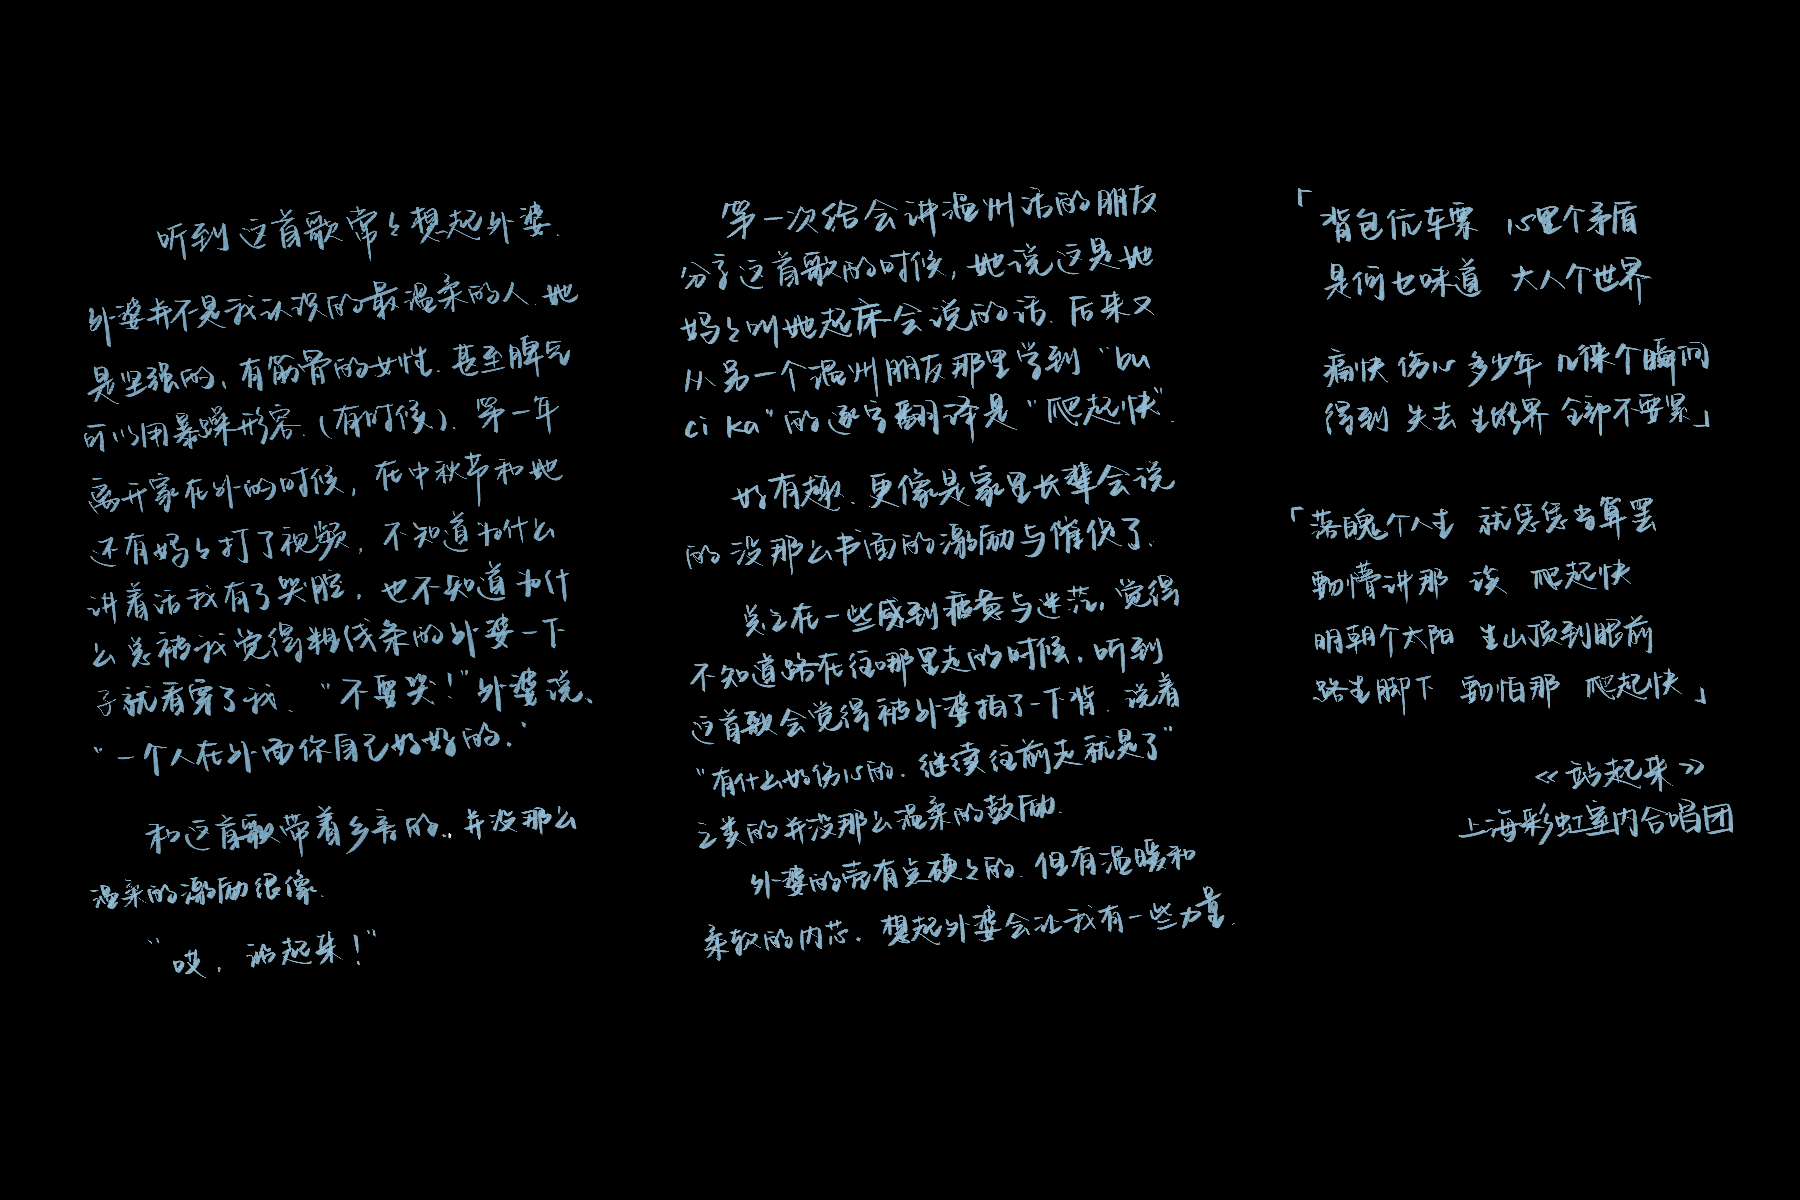 听到这首歌常々想起外婆.
外婆并不是我认识的最温柔的人.她
是坚强的、有筋骨的女性.甚至脾气
可以用暴躁形容.(有时候).第一年
离开家在外的时候,在中秋节和她
还有妈々打了视频,不知道为什么
讲着话我有了哭腔,也不知道为什
么总被我觉得粗线条的外婆一下
子就看穿了我.“不要哭!”外婆说、
“一个人在外面你自己好好的.”
和这首歌带着乡音的..并没那么
温柔的激励很像.
“哎,站起来!”
第一次给会讲温州话的朋友
分享这首歌的时候,她说这是她
妈々叫她起床会说的话.后来又
从另一个温州朋友那里学到“bu
ci ka”的逐字翻译是“爬起快”.
好有趣.更像是家里长辈会说
的没那么书面的激励与催促了.
总之在一些感到疲惫与迷茫,觉得
不知道路在往哪里走的时候.听到
这首歌会觉得被外婆拍了一下背.说着
“有什么好伤心的.继续往前走就是了”
之类的并没那么温柔的鼓励.
外婆的壳有点硬々的.但有温暖和
柔软的内芯.想起外婆会让我有一些力量.
「背包伉车票 心里个矛盾
是何乜味道 大人个世界
痛快 伤心 多少年 几徕个瞬间
得到 失去 生 界 全部不要紧」
「落魄个人生 就恁恁当算罢
覅懵讲那 谈 爬起快
明朝个太阳 生山顶到眼前
路生脚下 覅怕那 爬起快」
《站起来》
上海彩虹室内合唱团